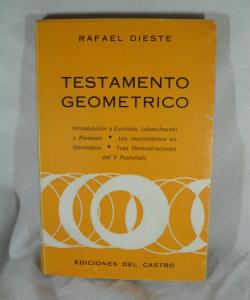 RAFAEL DIESTE
TESTAMENTO
GEOMETRICO
Introducción a Euclides, Lobatchevski
y Riemann • Los movimientos en
Geometría • Tres Demostraciones
del V Postulado
EDICIONES DEL CASTRO